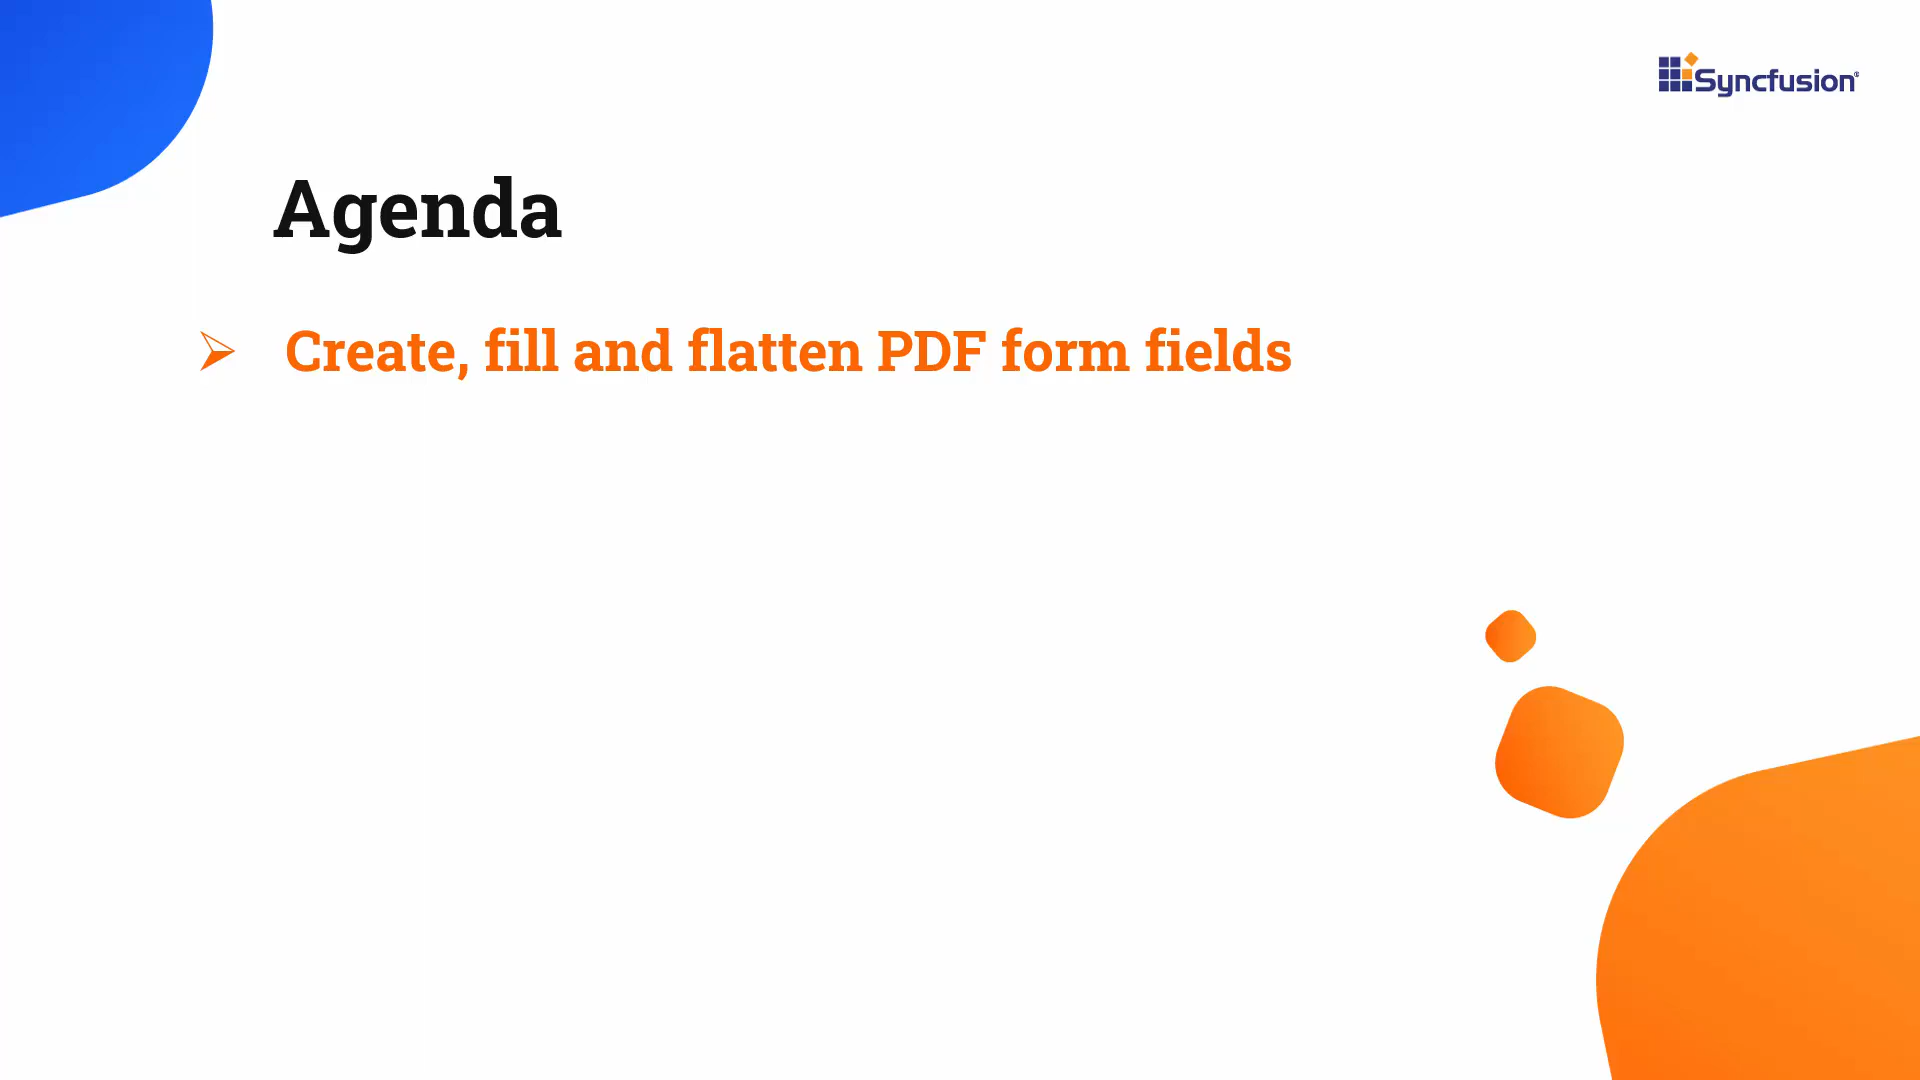 Syncfusion®
Agenda
➢ Create, fill and flatten PDF form fields